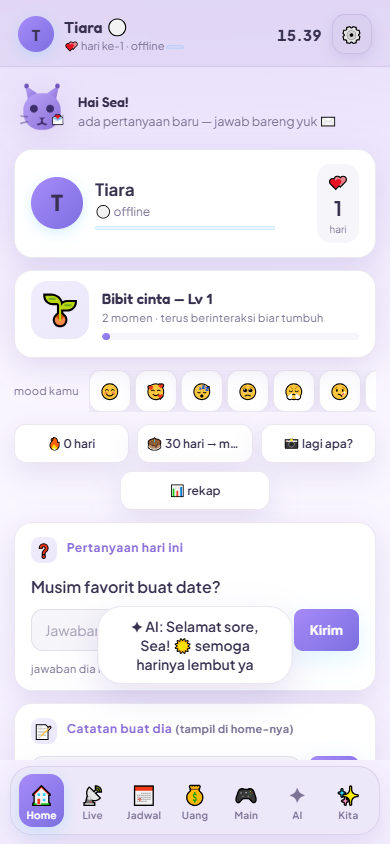 T
Tiara
hari ke-1 · offline
15.39
Hai Sea!
ada pertanyaan baru — jawab bareng yuk
T
Tiara
offline
1
hari
Bibit cinta — Lv 1
2 momen · terus berinteraksi biar tumbuh
mood kamu
0 hari
30 hari → m…
lagi apa?
rekap
Pertanyaan hari ini
Musim favorit buat date?
Kirim
✦ AI: Selamat sore,
Sea! 🌞 semoga
harinya lembut ya
jawaban dia
Catatan buat dia (tampil di home-nya)
Home
Live
Jadwal
Uang
Main
AI
Kita